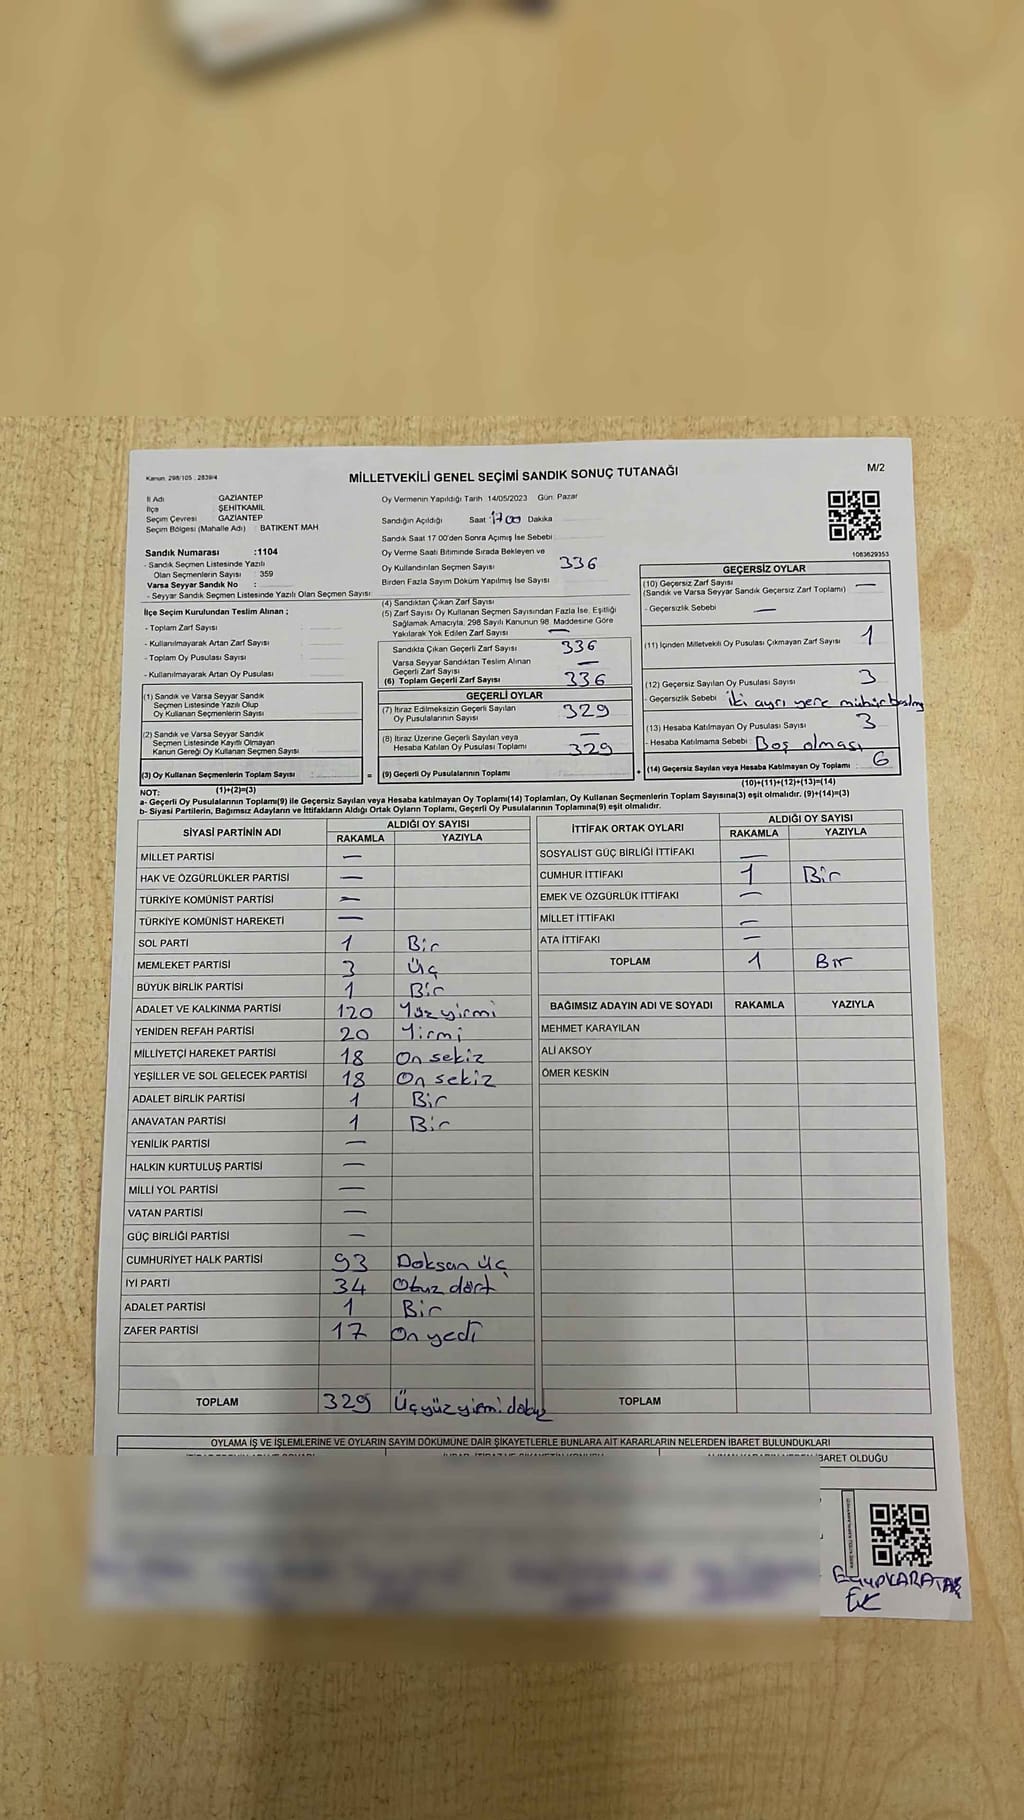 Kanun: 298/105 , 2839/4
MİLLETVEKİLİ GENEL SEÇİMİ SANDIK SONUÇ TUTANAĞI
M/2
İl Adı GAZİANTEP
İlçe ŞEHİTKAMİL
Seçim Çevresi GAZİANTEP
Seçim Bölgesi (Mahalle Adı) : BATIKENT MAH
Sandık Numarası :1104
- Sandık Seçmen Listesinde Yazılı
Olan Seçmenlerin Sayısı : 359
Varsa Seyyar Sandık No :
- Seyyar Sandık Seçmen Listesinde Yazılı Olan Seçmen Sayısı:
Oy Vermenin Yapıldığı Tarih 14/05/2023 Gün: Pazar
Sandığın Açıldığı Saat 1700 Dakika
Sandık Saat 17 00'den Sonra Açımış İse Sebebi
Oy Verme Saati Bitiminde Sırada Bekleyen ve
Oy Kullandırılan Seçmen Sayısı 336
Birden Fazla Sayım Döküm Yapılmış İse Sayısı
1083629353
İlçe Seçim Kurulundan Teslim Alınan ;
- Toplam Zarf Sayısı :
- Kullanılmayarak Artan Zarf Sayısı :
- Toplam Oy Pusulası Sayısı :
- Kullanılmayarak Artan Oy Pusulası :
(1) Sandık ve Varsa Seyyar Sandık
Seçmen Listesinde Yazılı Olup
Oy Kullanan Seçmenlerin Sayısı :
(2) Sandık ve Varsa Seyyar Sandık
Seçmen Listesinde Kayıtlı Olmayan
Kanun Gereği Oy Kullanan Seçmen Sayısı :
(3) Oy Kullanan Seçmenlerin Toplam Sayısı : =
(1)+(2)=(3)
(4) Sandıktan Çıkan Zarf Sayısı
(5) Zarf Sayısı Oy Kullanan Seçmen Sayısından Fazla İse, Eşitliği
Sağlamak Amacıyla, 298 Sayılı Kanunun 98. Maddesine Göre
Yakılarak Yok Edilen Zarf Sayısı —
Sandıkta Çıkan Geçerli Zarf Sayısı 336
Varsa Seyyar Sandıktan Teslim Alınan
Geçerli Zarf Sayısı —
(6) Toplam Geçerli Zarf Sayısı 336
GEÇERLİ OYLAR
(7) İtiraz Edilmeksizin Geçerli Sayılan
Oy Pusulalarının Sayısı 329
(8) İtiraz Üzerine Geçerli Sayılan veya
Hesaba Katılan Oy Pusulası Toplamı —
329
(9) Geçerli Oy Pusulalarının Toplamı +
GEÇERSİZ OYLAR
(10) Geçersiz Zarf Sayısı —
(Sandık ve Varsa Seyyar Sandık Geçersiz Zarf Toplamı)
- Geçersizlik Sebebi : —
(11) İçinden Milletvekili Oy Pusulası Çıkmayan Zarf Sayısı : 1
(12) Geçersiz Sayılan Oy Pusulası Sayısı 3
- Geçersizlik Sebebi : İki ayrı yere mühür
(13) Hesaba Katılmayan Oy Pusulası Sayısı 3
- Hesaba Katılmama Sebebi : Boş olması
(14) Geçersiz Sayılan veya Hesaba Katılmayan Oy Toplamı : 6
(10)+(11)+(12)+(13)=(14)
NOT:
a- Geçerli Oy Pusulalarının Toplamı(9) ile Geçersiz Sayılan veya Hesaba katılmayan Oy Toplamı(14) Toplamları, Oy Kullanan Seçmenlerin Toplam Sayısına(3) eşit olmalıdır. (9)+(14)=(3)
b- Siyasi Partilerin, Bağımsız Adayların ve İttifakların Aldığı Ortak Oyların Toplamı, Geçerli Oy Pusulalarının Toplamına(9) eşit olmalıdır.
SİYASİ PARTİNİN ADI ALDIĞI OY SAYISI
RAKAMLA YAZIYLA
MİLLET PARTİSİ —
HAK VE ÖZGÜRLÜKLER PARTİSİ —
TÜRKİYE KOMÜNİST PARTİSİ —
TÜRKİYE KOMÜNİST HAREKETİ —
SOL PARTİ 1 Bir
MEMLEKET PARTİSİ 3 Üç
BÜYÜK BİRLİK PARTİSİ 1 Bir
ADALET VE KALKINMA PARTİSİ 120 Yüz yirmi
YENİDEN REFAH PARTİSİ 20 Yirmi
MİLLİYETÇİ HAREKET PARTİSİ 18 On sekiz
YEŞİLLER VE SOL GELECEK PARTİSİ 18 On sekiz
ADALET BİRLİK PARTİSİ 1 Bir
ANAVATAN PARTİSİ 1 Bir
YENİLİK PARTİSİ —
HALKIN KURTULUŞ PARTİSİ —
MİLLİ YOL PARTİSİ —
VATAN PARTİSİ —
GÜÇ BİRLİĞİ PARTİSİ —
CUMHURİYET HALK PARTİSİ 93 Doksan üç
İYİ PARTİ 34 Otuz dört
ADALET PARTİSİ 1 Bir
ZAFER PARTİSİ 17 On yedi
TOPLAM 329 Üçyüzyirmi dokuz
İTTİFAK ORTAK OYLARI ALDIĞI OY SAYISI
RAKAMLA YAZIYLA
SOSYALİST GÜÇ BİRLİĞİ İTTİFAKI —
CUMHUR İTTİFAKI 1 Bir
EMEK VE ÖZGÜRLÜK İTTİFAKI —
MİLLET İTTİFAKI —
ATA İTTİFAKI —
TOPLAM 1 Bir
BAĞIMSIZ ADAYIN ADI VE SOYADI RAKAMLA YAZIYLA
MEHMET KARAYILAN
ALİ AKSOY
ÖMER KESKİN
TOPLAM
OYLAMA İŞ VE İŞLEMLERİNE VE OYLARIN SAYIM DÖKÜMÜNE DAİR ŞİKAYETLERLE BUNLARA AİT KARARLARIN NELERDEN İBARET BULUNDUKLARI
İBARET OLDUĞU